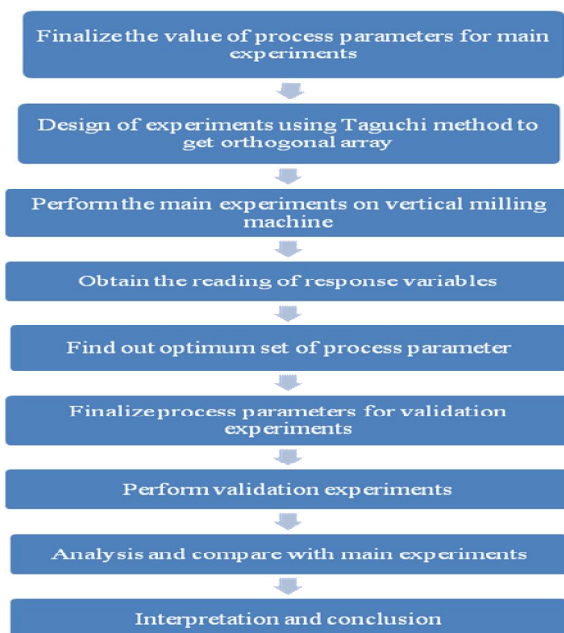 Finalize the value of process parameters for main
experiments
Design of experiments using Taguchi method to
get orthogonal array
Perform the main experiments on vertical milling
machine
Obtain the reading of response variables
Find out optimum set of process parameter
Finalize process parameters for validation
experiments
Perform validation experiments
Analysis and compare with main experiments
Interpretation and conclusion